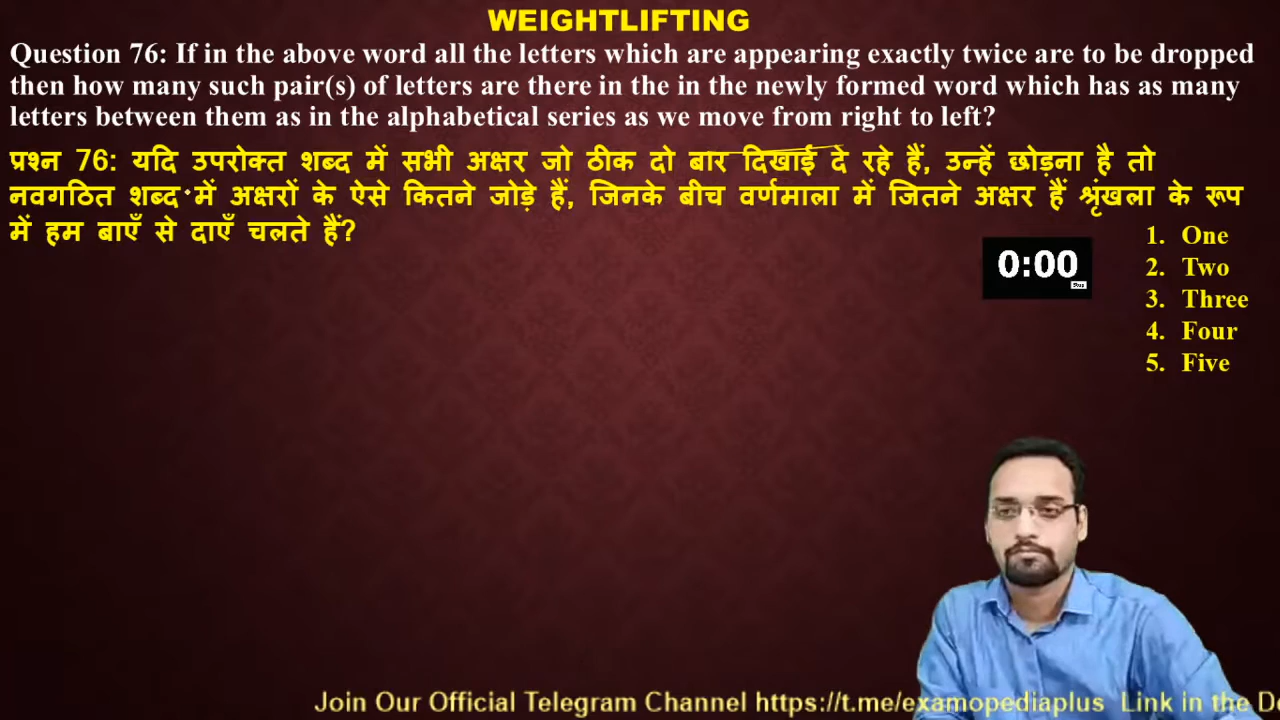 WEIGHTLIFTING
Question 76: If in the above word all the letters which are appearing exactly twice are to be dropped
then how many such pair(s) of letters are there in the in the newly formed word which has as many
letters between them as in the alphabetical series as we move from right to left?
प्रश्न 76: यदि उपरोक्त शब्द में सभी अक्षर जो ठीक दो बार दिखाई दे रहे हैं, उन्हें छोड़ना है तो
नवगठित शब्द में अक्षरों के ऐसे कितने जोड़े हैं, जिनके बीच वर्णमाला में जितने अक्षर हैं श्रृंखला के रूप
में हम बाएँ से दाएँ चलते हैं?
1. One
2. Two
3. Three
4. Four
5. Five
0:00
Stop
Join Our Official Telegram Channel https://t.me/examopediaplus Link in the D